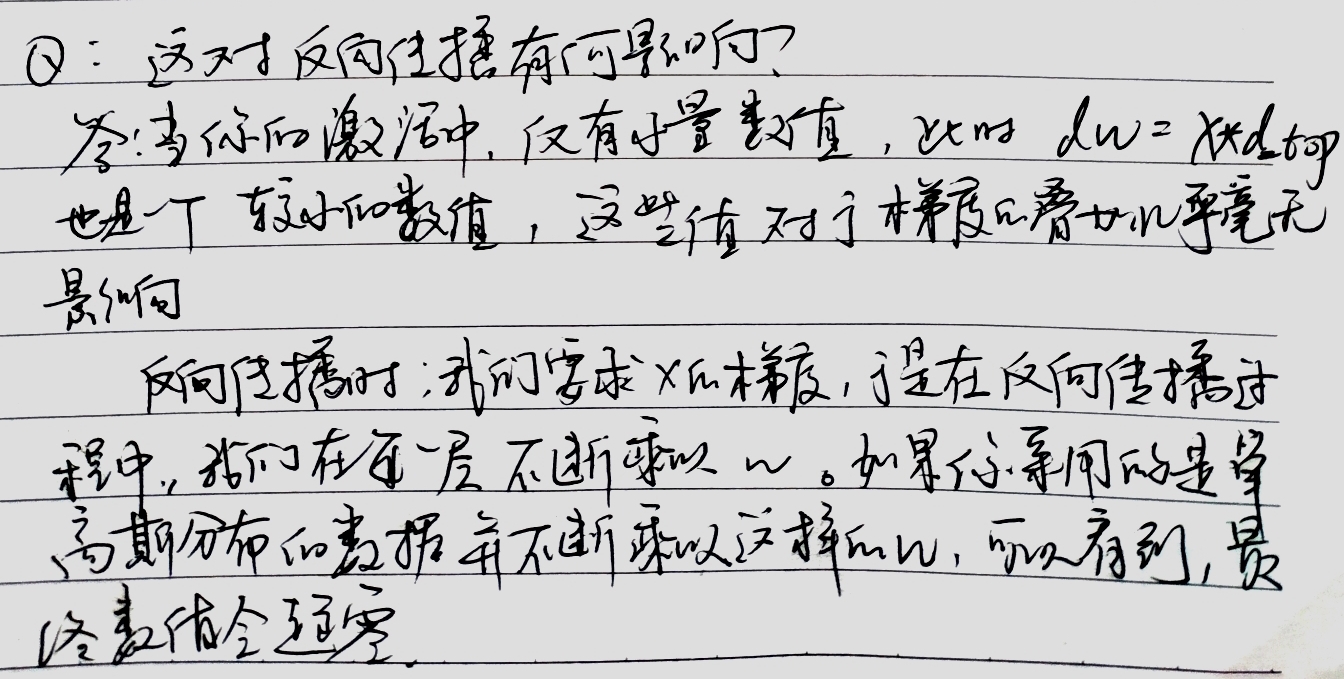 Q：这对反向传播有何影响？
答：当你的激活中，仅有小量数值，此时 dw = x*d_top
也是一个较小的数值，这些值对于梯度的叠加几乎毫无
影响
反向传播时：我们要求x的梯度，于是在反向传播过
程中，我们在每一层不断乘以w。如果你采用的是单
高斯分布的数据并不断乘以这样的w，可以看到，最
终数值会趋零.